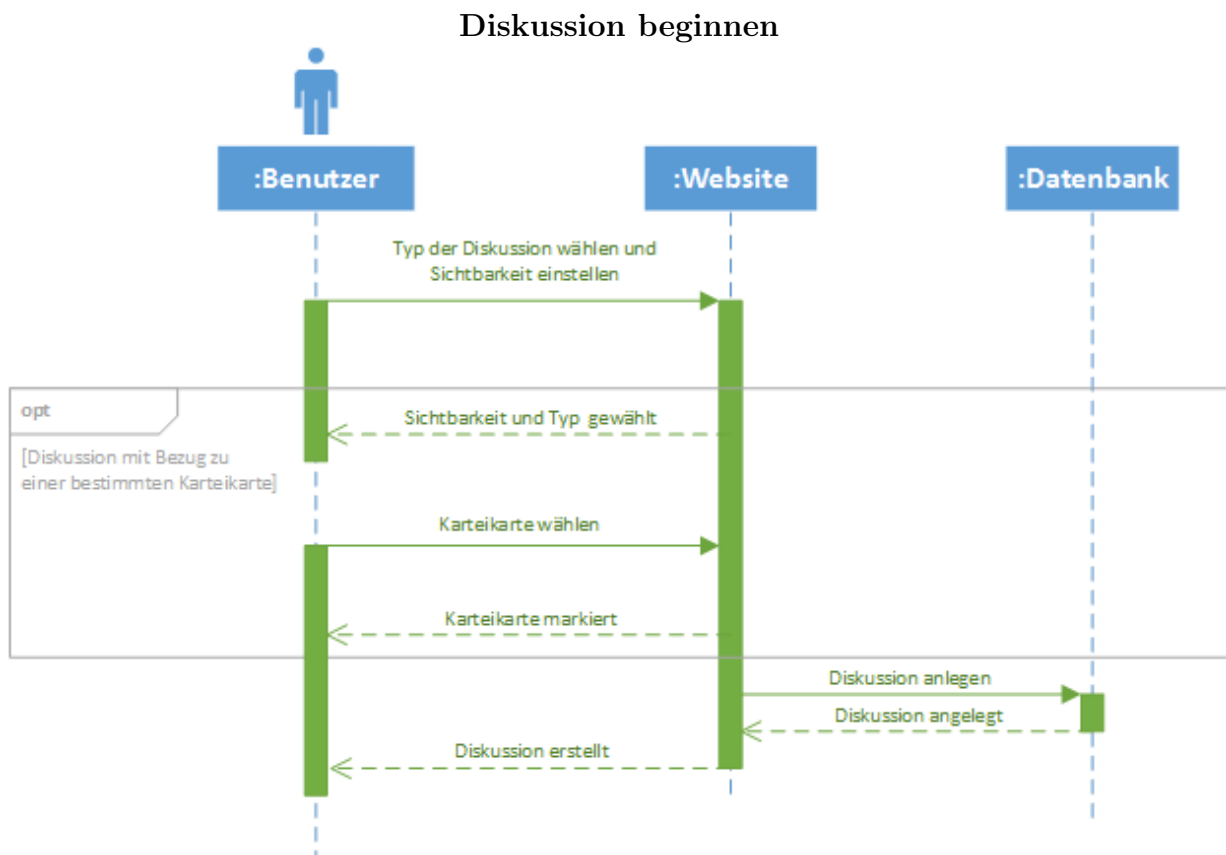 Diskussion beginnen
:Benutzer
:Website
:Datenbank
Typ der Diskussion wählen und
Sichtbarkeit einstellen
opt
Sichtbarkeit und Typ gewählt
[Diskussion mit Bezug zu
einer bestimmten Karteikarte]
Karteikarte wählen
Karteikarte markiert
Diskussion anlegen
Diskussion angelegt
Diskussion erstellt